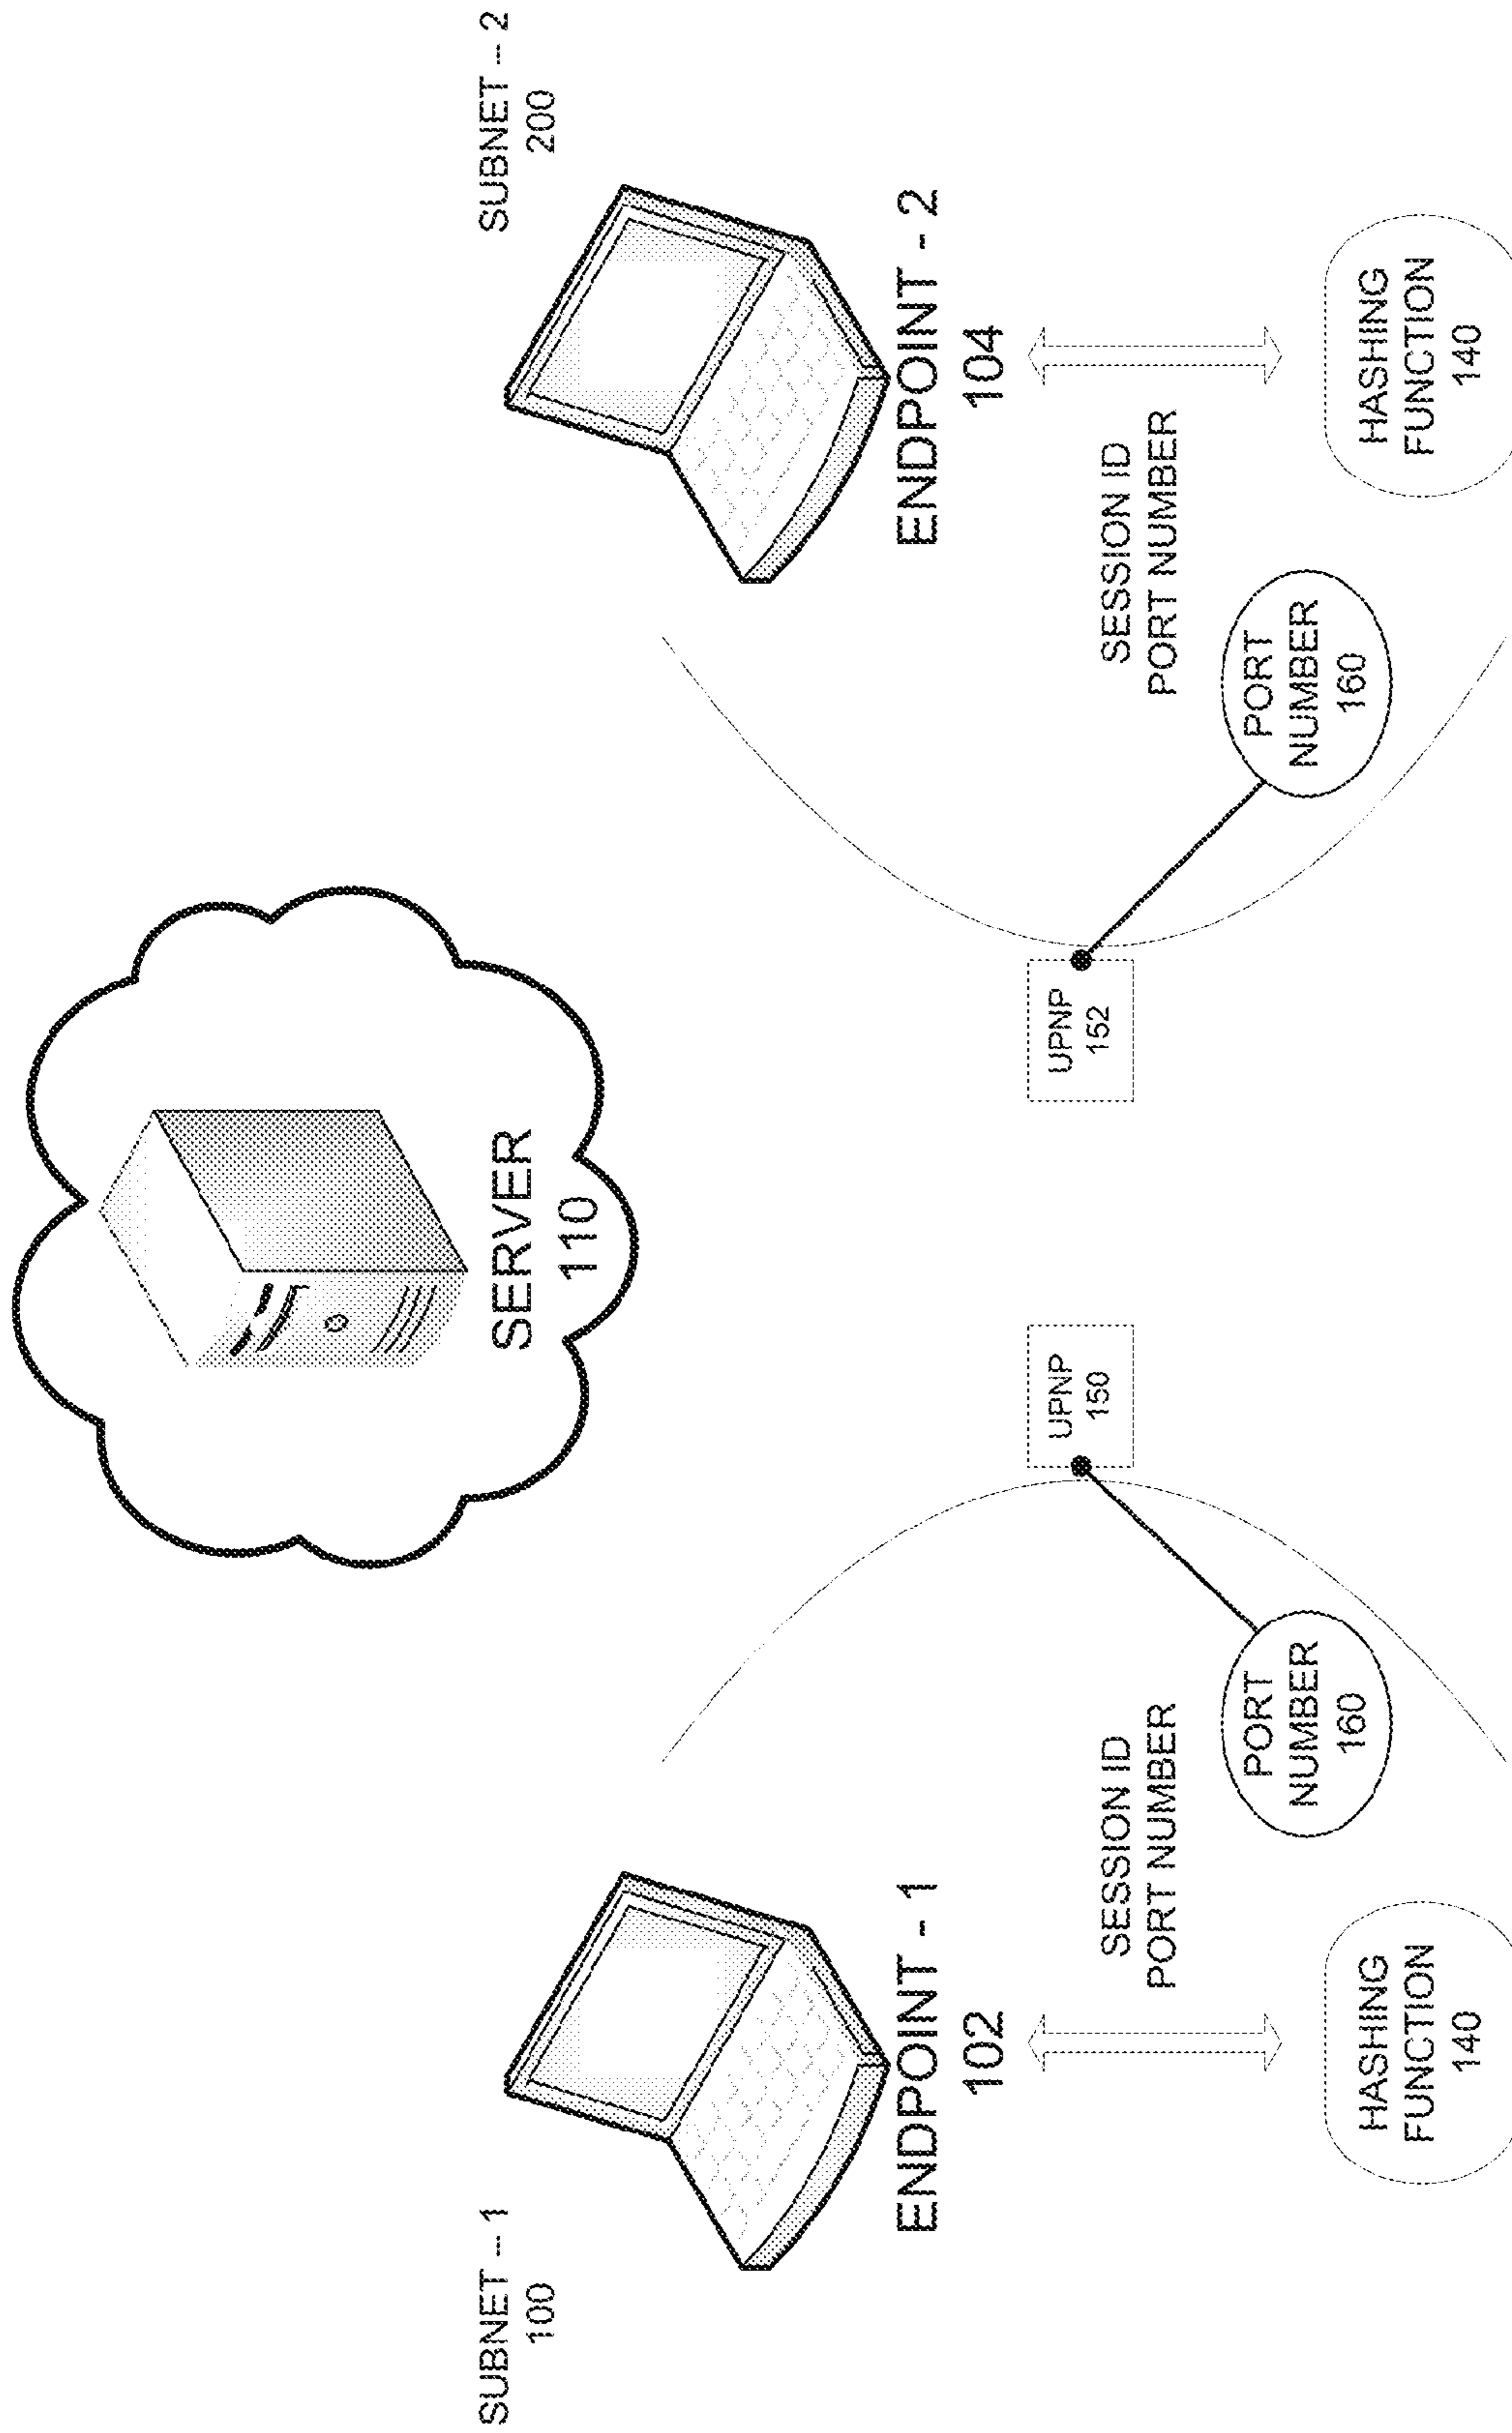 SERVER
110
SUBNET -- 1
100
SUBNET -- 2
200
ENDPOINT - 1
102
ENDPOINT - 2
104
UPNP
150
UPNP
152
SESSION ID
PORT NUMBER
SESSION ID
PORT NUMBER
PORT
NUMBER
160
PORT
NUMBER
160
HASHING
FUNCTION
140
HASHING
FUNCTION
140